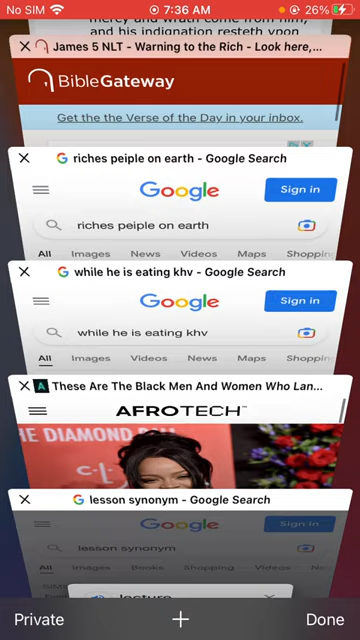 No SIM 7:36 AM 26%
mercy and wrath come from him,
and his indignation resteth upon
James 5 NLT - Warning to the Rich - Look here,...
BibleGateway
Get the the Verse of the Day in your inbox.
riches peiple on earth - Google Search
Google Sign in
riches peiple on earth
All Images News Videos Maps Shopping
while he is eating khv - Google Search
Google Sign in
while he is eating khv
All Images Videos News Maps Shopping
A These Are The Black Men And Women Who Lan...
AFROTECH™
HE DIAMOND BALL
lesson synonym - Google Search
Google Sign in
lesson synonym
All Images Books Shopping Videos
lecture
Private Done